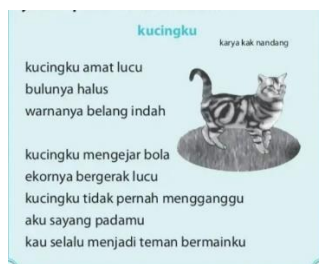 kucingku
karya kak nandang
kucingku amat lucu
bulunya halus
warnanya belang indah
kucingku mengejar bola
ekornya bergerak lucu
kucingku tidak pernah mengganggu
aku sayang padamu
kau selalu menjadi teman bermainku